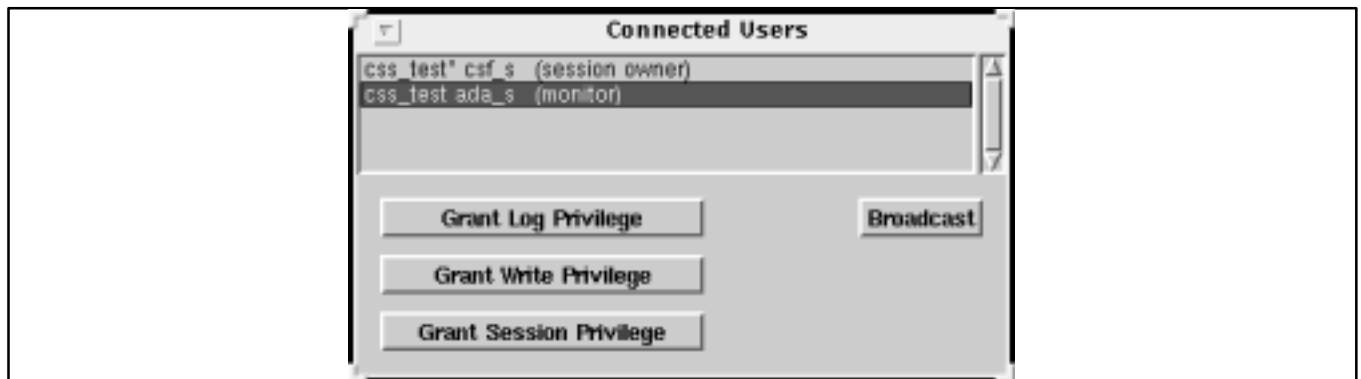 Connected Users
css_test* csf_s (session owner)
css_test ada_s (monitor)
Grant Log Privilege
Broadcast
Grant Write Privilege
Grant Session Privilege